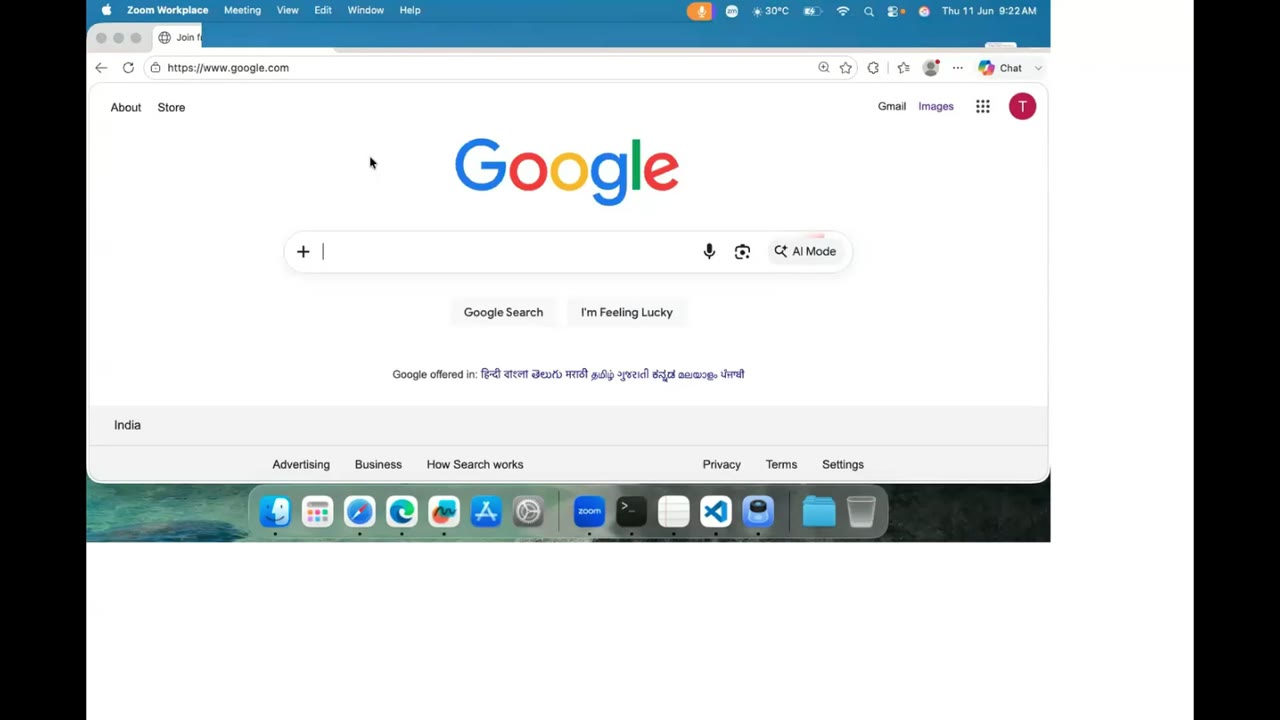 Zoom Workplace Meeting View Edit Window Help 30°C Thu 11 Jun 9:22 AM
Join f
https://www.google.com Chat
About Store Gmail Images T
Google
AI Mode
Google Search I'm Feeling Lucky
Google offered in: हिन्दी বাংলা తెలుగు मराठी தமிழ் ગુજરાતી ಕನ್ನಡ മലയാളം ਪੰਜਾਬੀ
India
Advertising Business How Search works Privacy Terms Settings
zoom